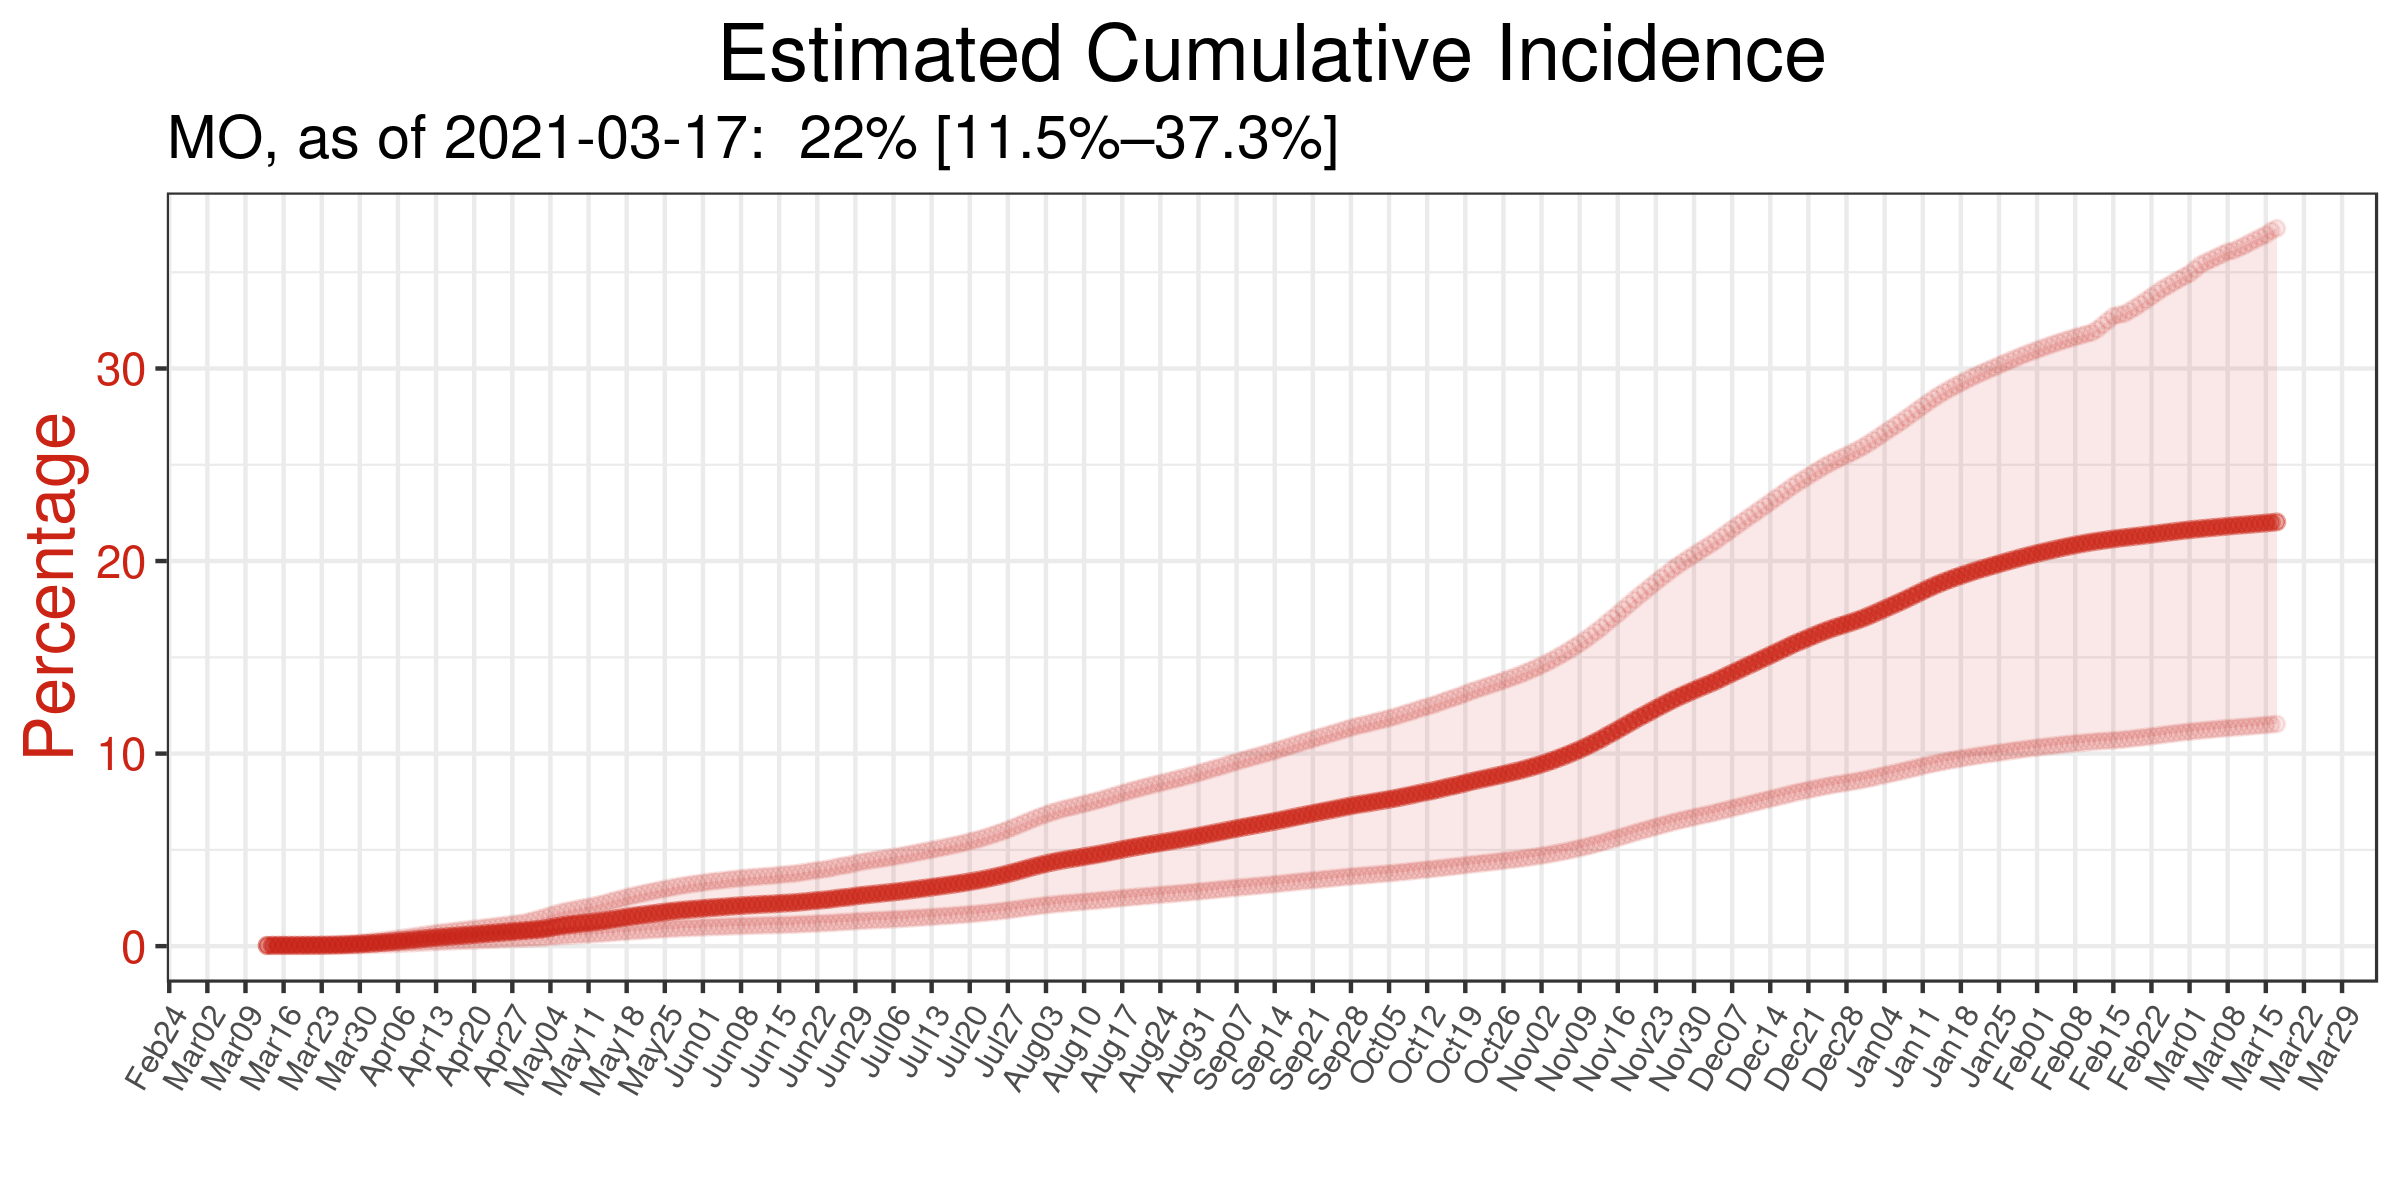 Estimated Cumulative Incidence
MO, as of 2021-03-17:  22% [11.5%–37.3%]
Percentage
30
20
10
0
Feb24
Mar02
Mar09
Mar16
Mar23
Mar30
Apr06
Apr13
Apr20
Apr27
May04
May11
May18
May25
Jun01
Jun08
Jun15
Jun22
Jun29
Jul06
Jul13
Jul20
Jul27
Aug03
Aug10
Aug17
Aug24
Aug31
Sep07
Sep14
Sep21
Sep28
Oct05
Oct12
Oct19
Oct26
Nov02
Nov09
Nov16
Nov23
Nov30
Dec07
Dec14
Dec21
Dec28
Jan04
Jan11
Jan18
Jan25
Feb01
Feb08
Feb15
Feb22
Mar01
Mar08
Mar15
Mar22
Mar29